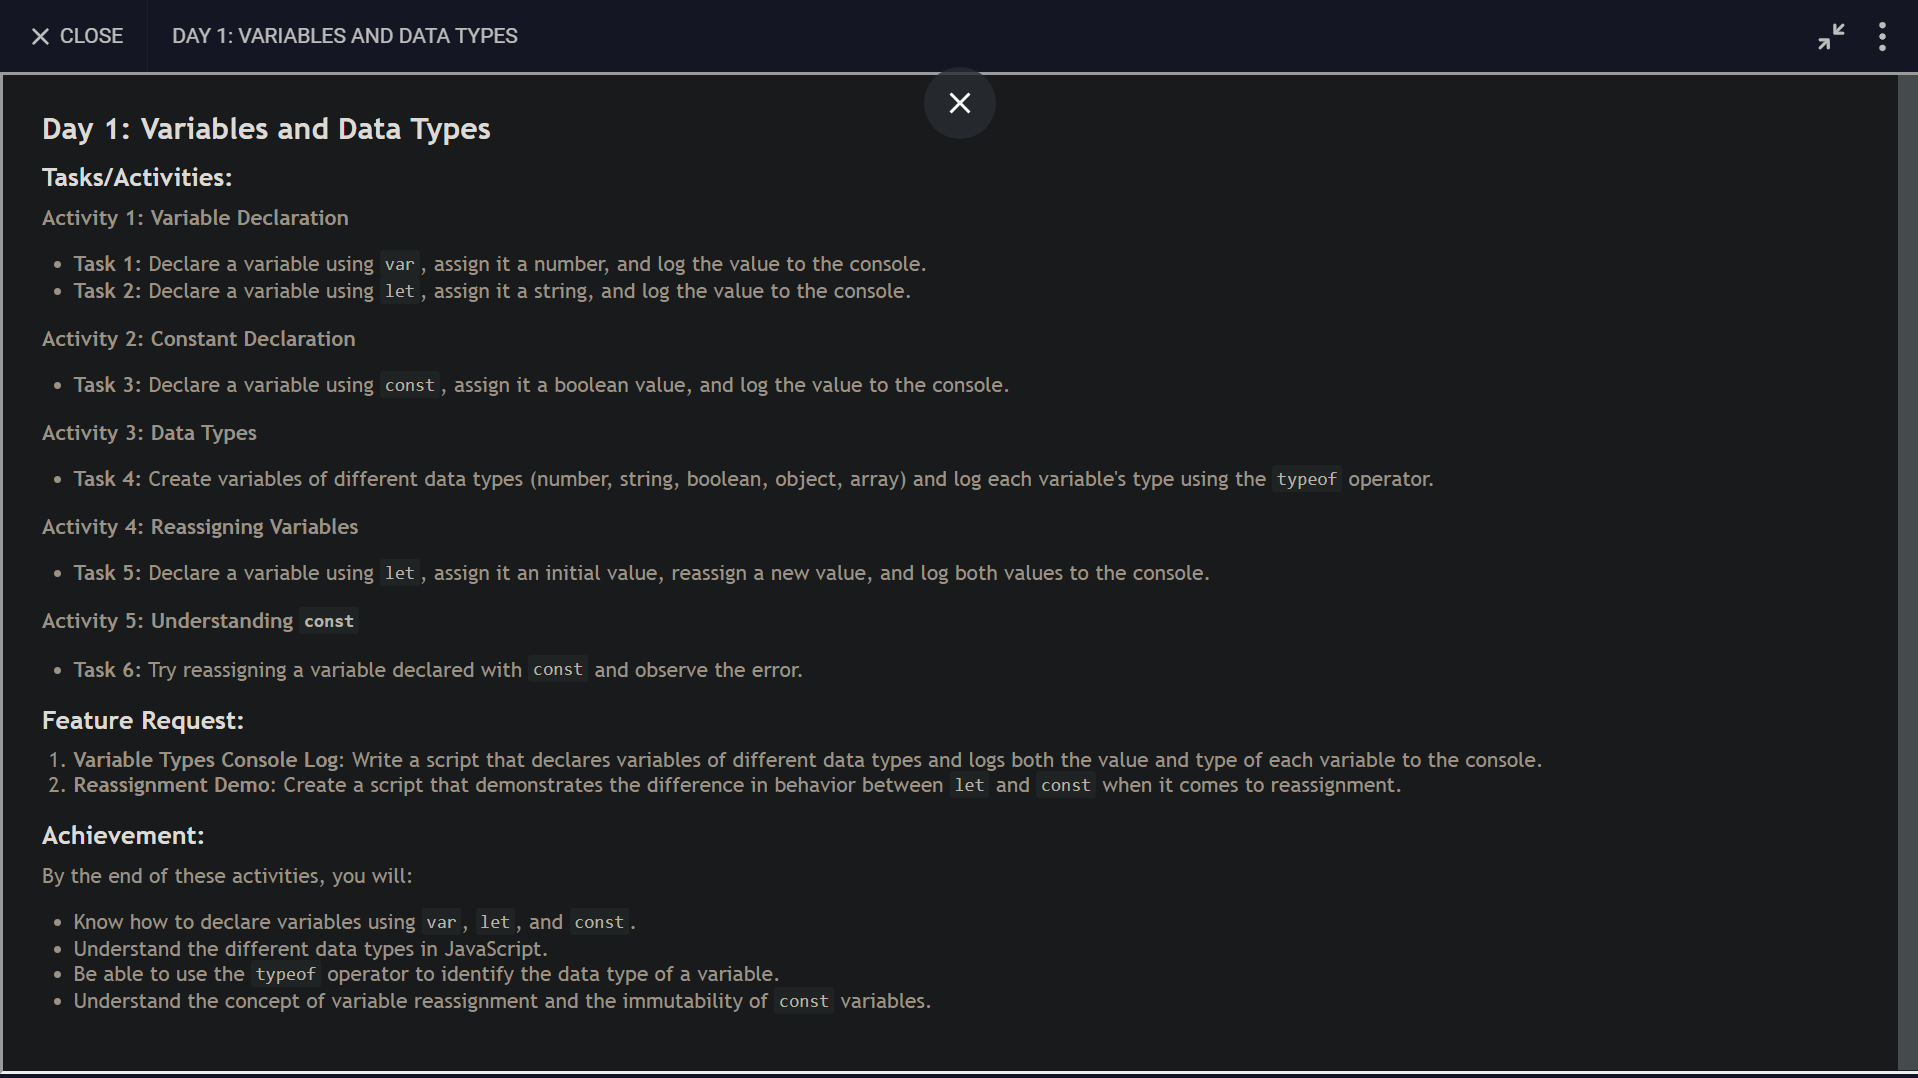 CLOSE
DAY 1: VARIABLES AND DATA TYPES
Day 1: Variables and Data Types
Tasks/Activities:
Activity 1: Variable Declaration
• Task 1: Declare a variable using var, assign it a number, and log the value to the console.
• Task 2: Declare a variable using let, assign it a string, and log the value to the console.
Activity 2: Constant Declaration
• Task 3: Declare a variable using const, assign it a boolean value, and log the value to the console.
Activity 3: Data Types
• Task 4: Create variables of different data types (number, string, boolean, object, array) and log each variable's type using the typeof operator.
Activity 4: Reassigning Variables
• Task 5: Declare a variable using let, assign it an initial value, reassign a new value, and log both values to the console.
Activity 5: Understanding const
• Task 6: Try reassigning a variable declared with const and observe the error.
Feature Request:
1. Variable Types Console Log: Write a script that declares variables of different data types and logs both the value and type of each variable to the console.
2. Reassignment Demo: Create a script that demonstrates the difference in behavior between let and const when it comes to reassignment.
Achievement:
By the end of these activities, you will:
• Know how to declare variables using var, let, and const.
• Understand the different data types in JavaScript.
• Be able to use the typeof operator to identify the data type of a variable.
• Understand the concept of variable reassignment and the immutability of const variables.